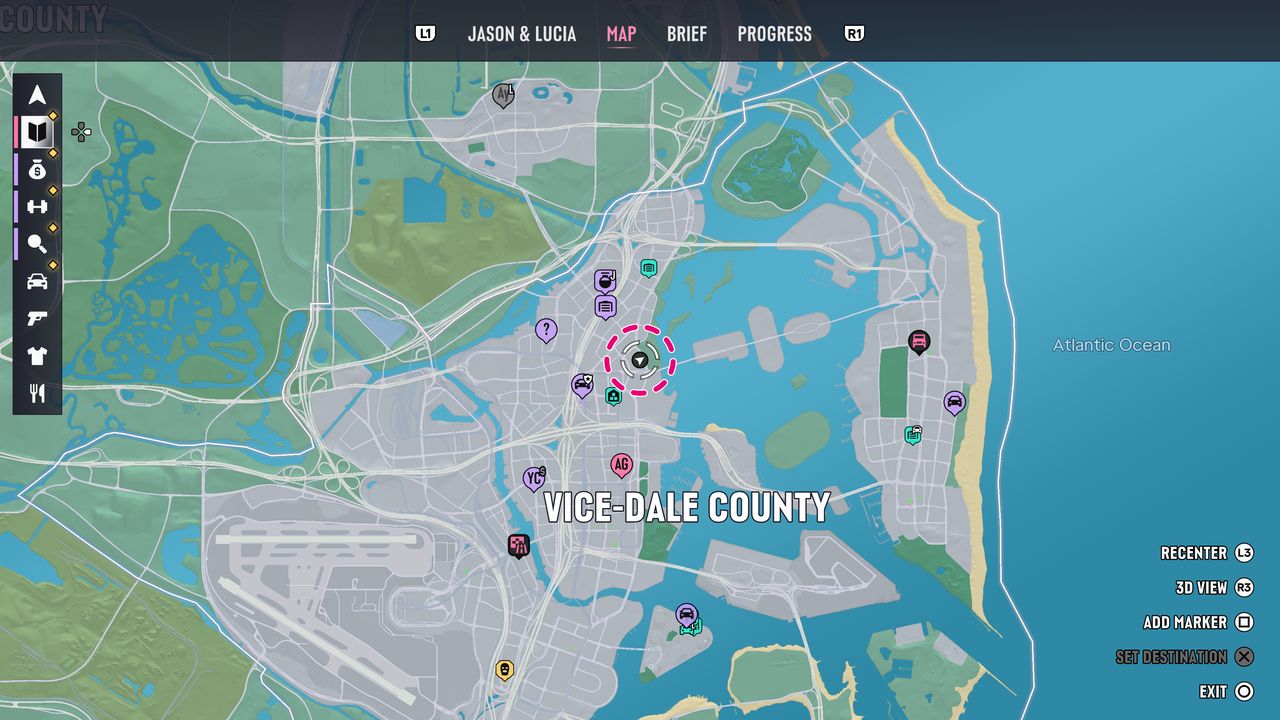 COUNTY
L1 JASON & LUCIA MAP BRIEF PROGRESS R1
Ay L
$
?
Atlantic Ocean
AG
YC $
VICE-DALE COUNTY
RECENTER L3
3D VIEW R3
ADD MARKER
SET DESTINATION
EXIT